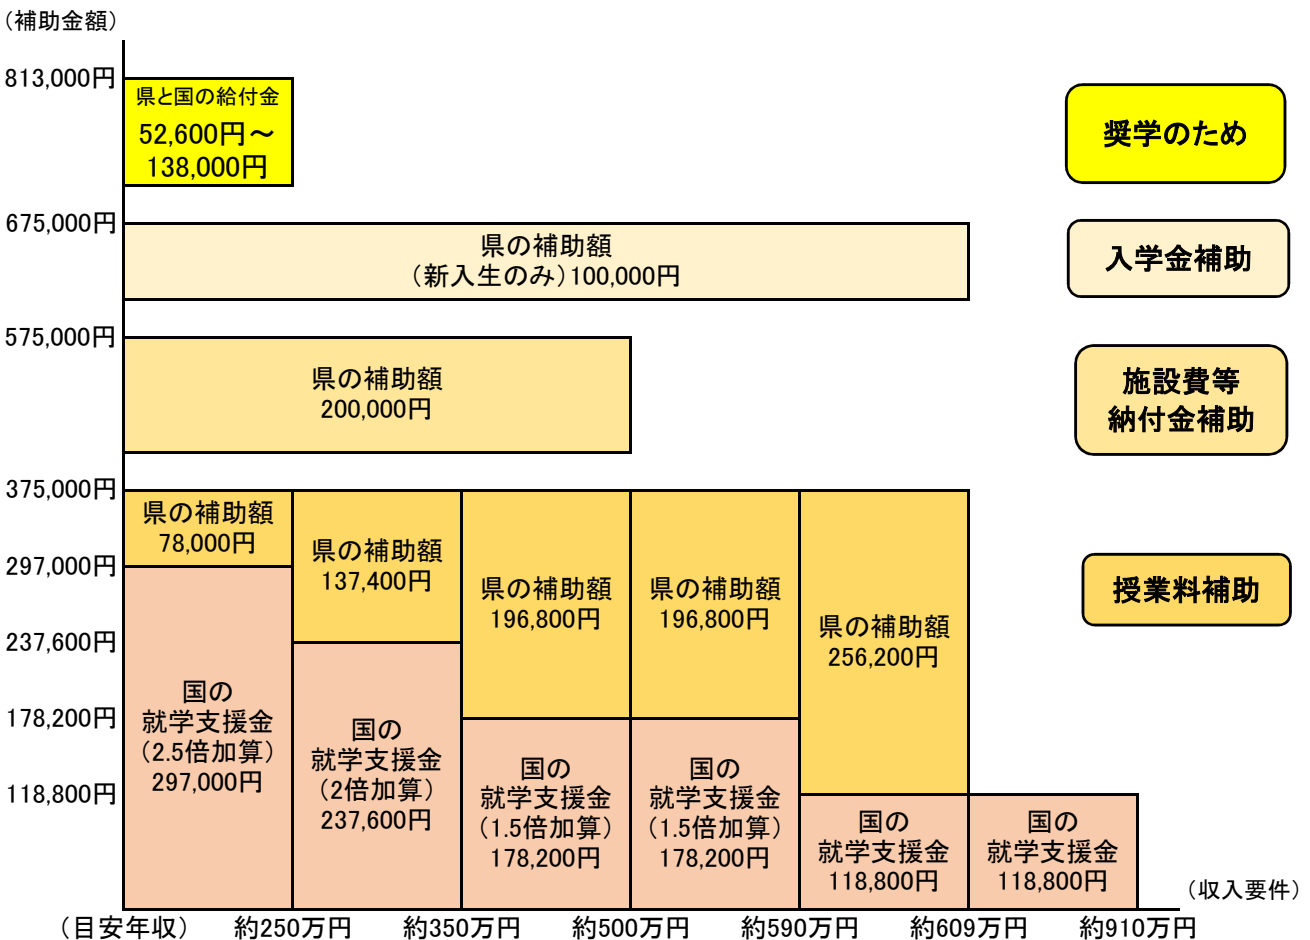 （補助金額）
813,000円
県と国の給付金
52,600円～
138,000円
奨学のため
675,000円
県の補助額
（新入生のみ）100,000円
入学金補助
575,000円
県の補助額
200,000円
施設費等
納付金補助
375,000円
県の補助額
78,000円
県の補助額
137,400円
県の補助額
196,800円
県の補助額
196,800円
県の補助額
256,200円
授業料補助
297,000円
237,600円
178,200円
118,800円
国の
就学支援金
（2.5倍加算）
297,000円
国の
就学支援金
（2倍加算）
237,600円
国の
就学支援金
（1.5倍加算）
178,200円
国の
就学支援金
（1.5倍加算）
178,200円
国の
就学支援金
118,800円
国の
就学支援金
118,800円
（収入要件）
（目安年収）
約250万円
約350万円
約500万円
約590万円
約609万円
約910万円